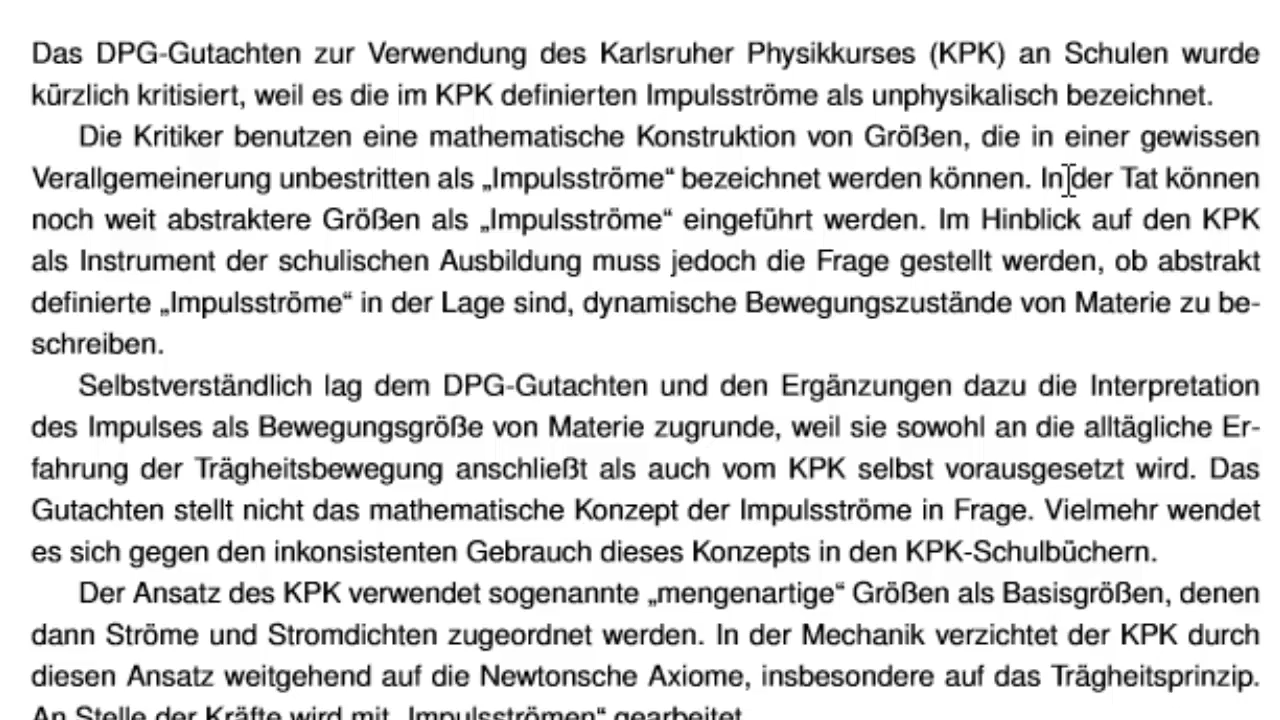 Das DPG-Gutachten zur Verwendung des Karlsruher Physikkurses (KPK) an Schulen wurde
kürzlich kritisiert, weil es die im KPK definierten Impulsströme als unphysikalisch bezeichnet.
Die Kritiker benutzen eine mathematische Konstruktion von Größen, die in einer gewissen
Verallgemeinerung unbestritten als „Impulsströme“ bezeichnet werden können. In der Tat können
noch weit abstraktere Größen als „Impulsströme“ eingeführt werden. Im Hinblick auf den KPK
als Instrument der schulischen Ausbildung muss jedoch die Frage gestellt werden, ob abstrakt
definierte „Impulsströme“ in der Lage sind, dynamische Bewegungszustände von Materie zu be-
schreiben.
Selbstverständlich lag dem DPG-Gutachten und den Ergänzungen dazu die Interpretation
des Impulses als Bewegungsgröße von Materie zugrunde, weil sie sowohl an die alltägliche Er-
fahrung der Trägheitsbewegung anschließt als auch vom KPK selbst vorausgesetzt wird. Das
Gutachten stellt nicht das mathematische Konzept der Impulsströme in Frage. Vielmehr wendet
es sich gegen den inkonsistenten Gebrauch dieses Konzepts in den KPK-Schulbüchern.
Der Ansatz des KPK verwendet sogenannte „mengenartige“ Größen als Basisgrößen, denen
dann Ströme und Stromdichten zugeordnet werden. In der Mechanik verzichtet der KPK durch
diesen Ansatz weitgehend auf die Newtonsche Axiome, insbesondere auf das Trägheitsprinzip.
An Stelle der Kräfte wird mit „Impulsströmen“ gearbeitet.